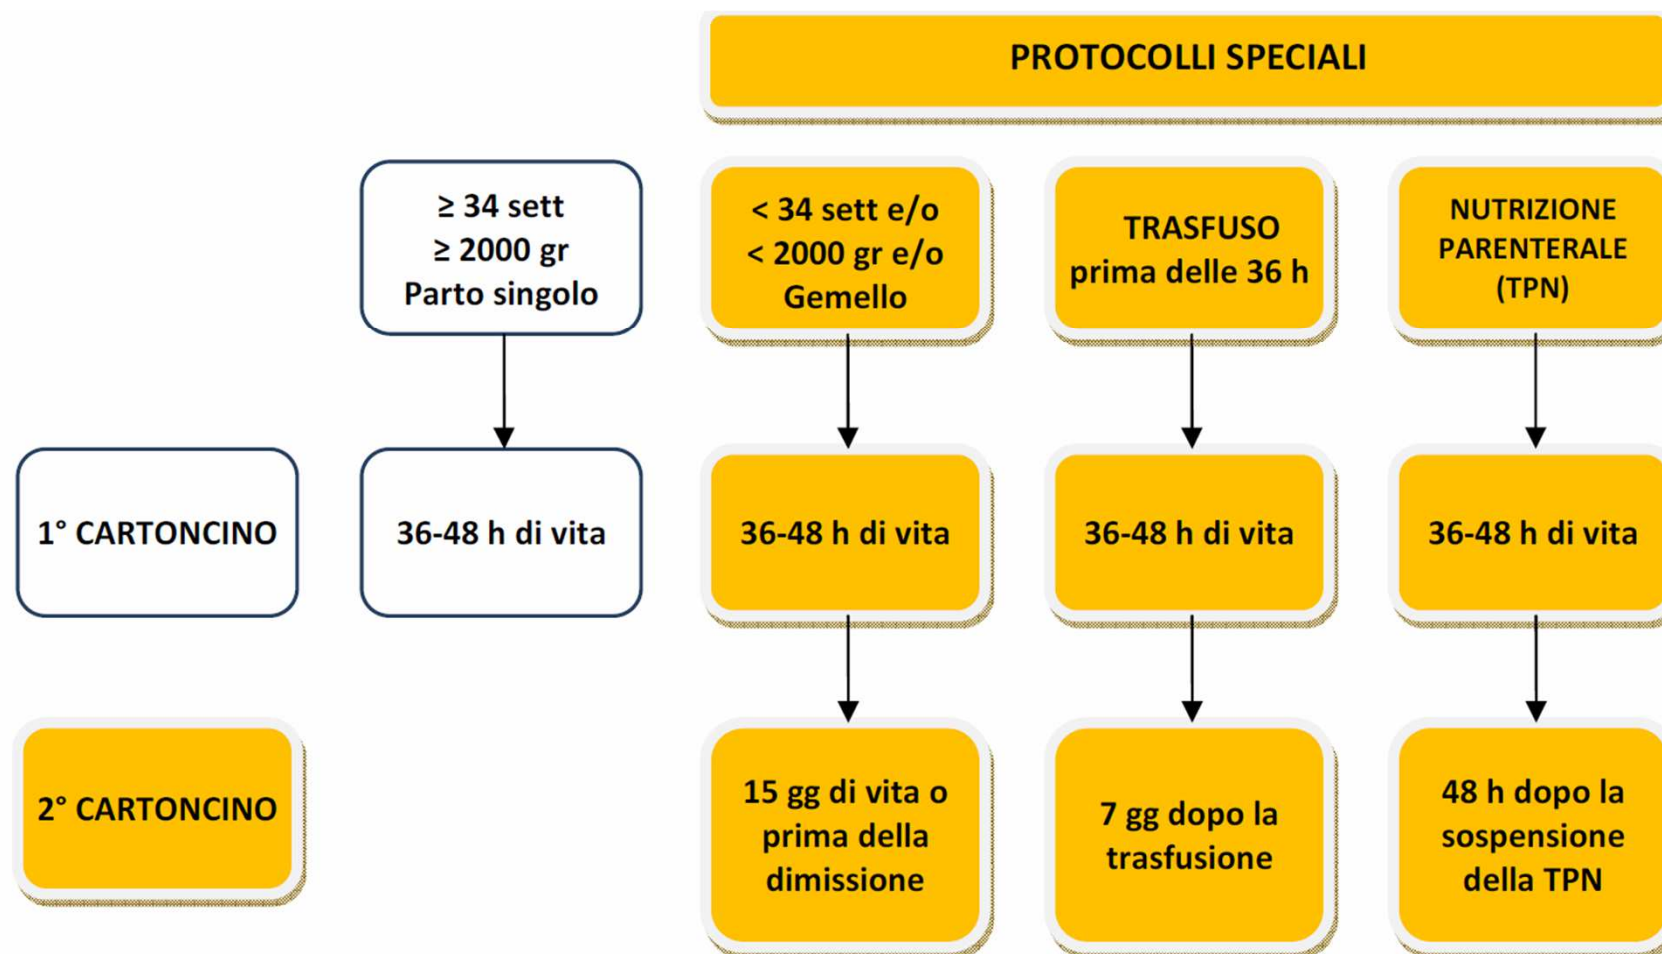 PROTOCOLLI SPECIALI
≥ 34 sett
≥ 2000 gr
Parto singolo
< 34 sett e/o
< 2000 gr e/o
Gemello
TRASFUSO
prima delle 36 h
NUTRIZIONE
PARENTERALE
(TPN)
1° CARTONCINO
36-48 h di vita
36-48 h di vita
36-48 h di vita
36-48 h di vita
2° CARTONCINO
15 gg di vita o
prima della
dimissione
7 gg dopo la
trasfusione
48 h dopo la
sospensione
della TPN